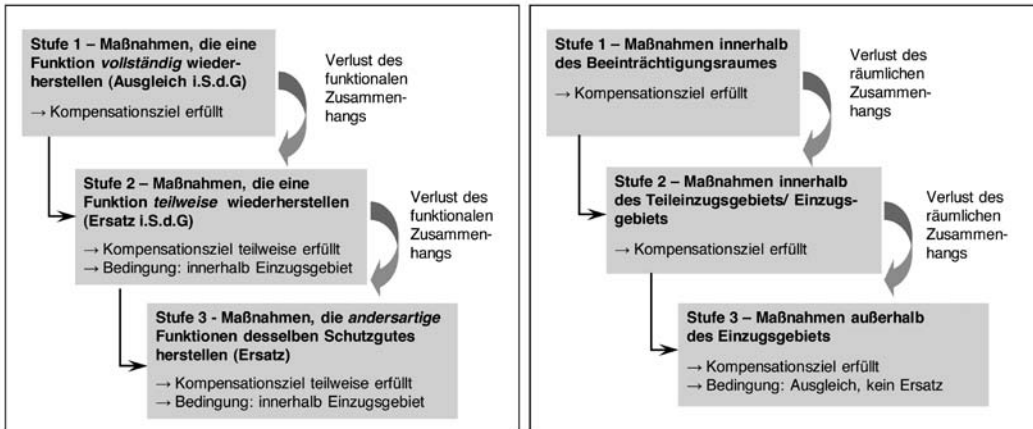 Stufe 1 – Maßnahmen, die eine
Funktion vollständig wieder-
herstellen (Ausgleich i.S.d.G)
→ Kompensationsziel erfüllt
Verlust des
funktionalen
Zusammen-
hangs
Stufe 2 – Maßnahmen, die eine
Funktion teilweise wiederherstellen
(Ersatz i.S.d.G)
→ Kompensationsziel teilweise erfüllt
→ Bedingung: innerhalb Einzugsgebiet
Verlust des
funktionalen
Zusammen-
hangs
Stufe 3 - Maßnahmen, die andersartige
Funktionen desselben Schutzgutes
herstellen (Ersatz)
→ Kompensationsziel teilweise erfüllt
→ Bedingung: innerhalb Einzugsgebiet
Stufe 1 – Maßnahmen innerhalb
des Beeinträchtigungsraumes
→ Kompensationsziel erfüllt
Verlust des
räumlichen
Zusammen-
hangs
Stufe 2 – Maßnahmen innerhalb
des Teileinzugsgebiets/ Einzugs-
gebiets
→ Kompensationsziel erfüllt
Verlust des
räumlichen
Zusammen-
hangs
Stufe 3 – Maßnahmen außerhalb
des Einzugsgebiets
→ Kompensationsziel erfüllt
→ Bedingung: Ausgleich, kein Ersatz